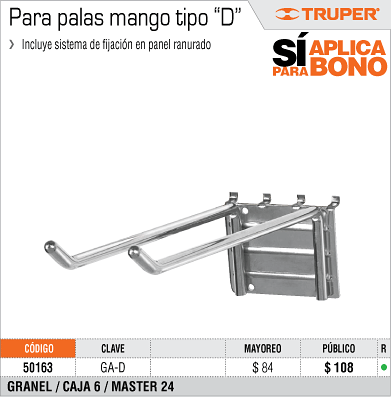 Para palas mango tipo “D”
❯ Incluye sistema de fijación en panel ranurado
TRUPER®
SÍ APLICA
PARA BONO
CÓDIGO CLAVE MAYOREO PÚBLICO R
50163 GA-D $ 84 $ 108 ●
GRANEL / CAJA 6 / MASTER 24